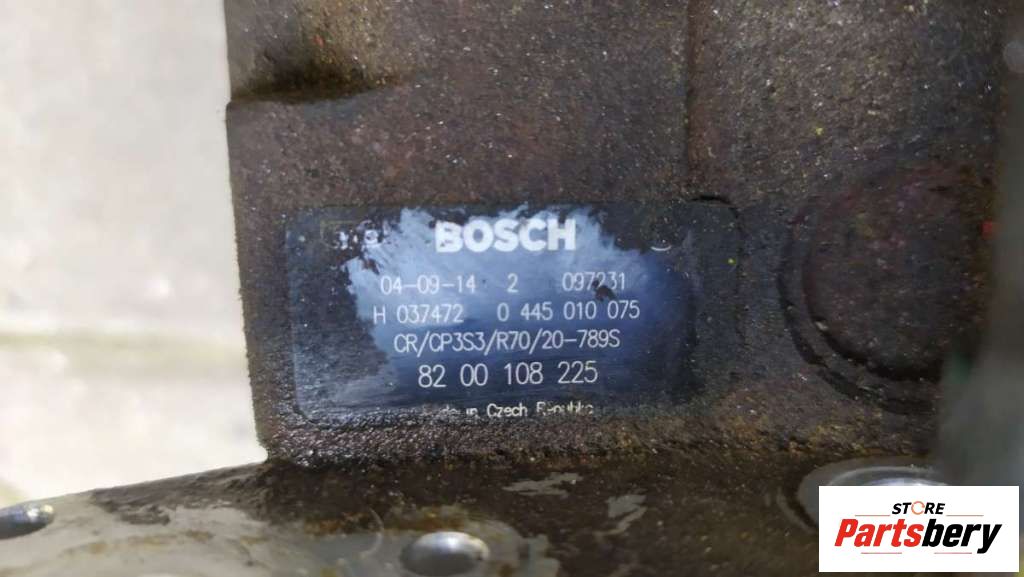 BOSCH
04-09-14 2 097231
H 037472 0 445 010 075
CR/CP3S3/R70/20-789S
82 00 108 225
Czech Republic
STORE
Partsbery